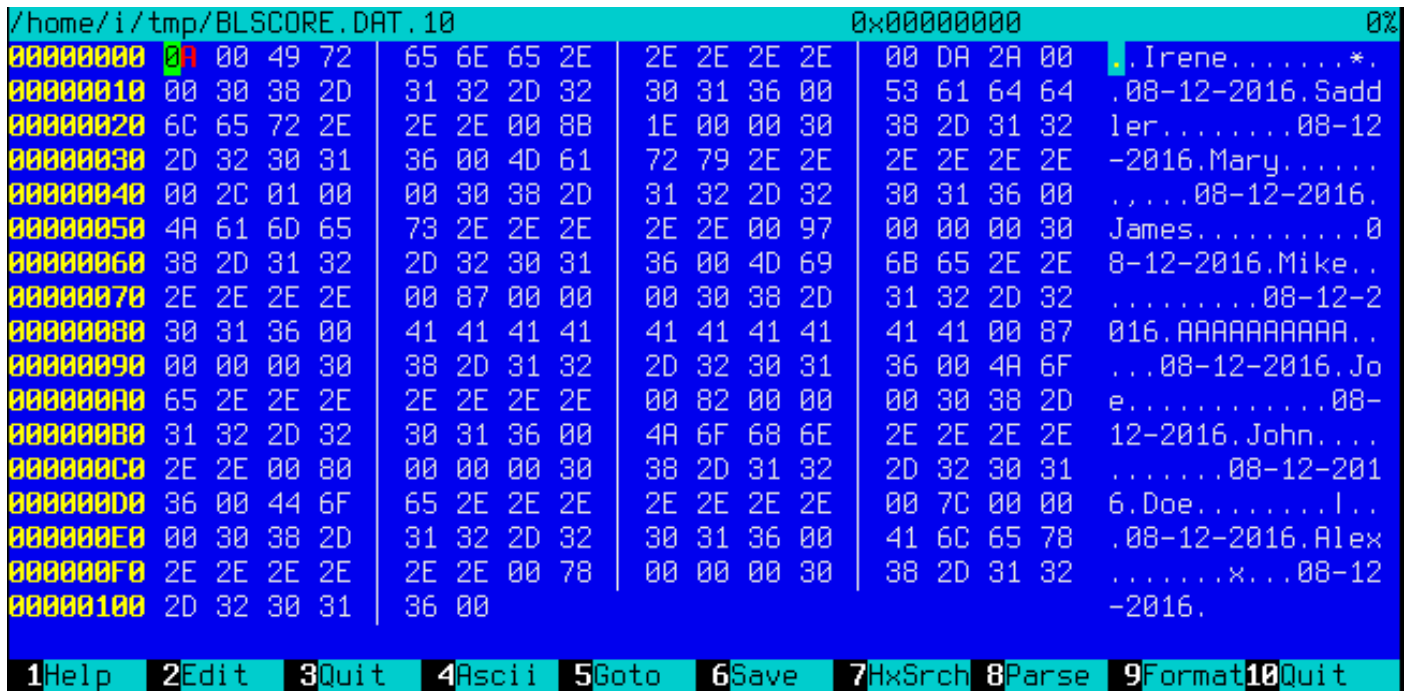 /home/i/tmp/BLSCORE.DAT.10 0x00000000 0%
00000000 0A 00 49 72 65 6E 65 2E 2E 2E 2E 2E 00 DA 2A 00 ..Irene.......*.
00000010 00 30 38 2D 31 32 2D 32 30 31 36 00 53 61 64 64 .08-12-2016.Sadd
00000020 6C 65 72 2E 2E 2E 00 8B 1E 00 00 30 38 2D 31 32 ler........08-12
00000030 2D 32 30 31 36 00 4D 61 72 79 2E 2E 2E 2E 2E 2E -2016.Mary......
00000040 00 2C 01 00 00 30 38 2D 31 32 2D 32 30 31 36 00 .,...08-12-2016.
00000050 4A 61 6D 65 73 2E 2E 2E 2E 2E 00 97 00 00 00 30 James..........0
00000060 38 2D 31 32 2D 32 30 31 36 00 4D 69 6B 65 2E 2E 8-12-2016.Mike..
00000070 2E 2E 2E 2E 00 87 00 00 00 30 38 2D 31 32 2D 32 .........08-12-2
00000080 30 31 36 00 41 41 41 41 41 41 41 41 41 41 00 87 016.AAAAAAAAAA..
00000090 00 00 00 30 38 2D 31 32 2D 32 30 31 36 00 4A 6F ...08-12-2016.Jo
000000A0 65 2E 2E 2E 2E 2E 2E 2E 00 82 00 00 00 30 38 2D e............08-
000000B0 31 32 2D 32 30 31 36 00 4A 6F 68 6E 2E 2E 2E 2E 12-2016.John....
000000C0 2E 2E 00 80 00 00 00 30 38 2D 31 32 2D 32 30 31 .......08-12-201
000000D0 36 00 44 6F 65 2E 2E 2E 2E 2E 2E 2E 00 7C 00 00 6.Doe........|..
000000E0 00 30 38 2D 31 32 2D 32 30 31 36 00 41 6C 65 78 .08-12-2016.Alex
000000F0 2E 2E 2E 2E 2E 2E 00 78 00 00 00 30 38 2D 31 32 .......x...08-12
00000100 2D 32 30 31 36 00 -2016.
1Help 2Edit 3Quit 4Ascii 5Goto 6Save 7HxSrch 8Parse 9Format 10Quit